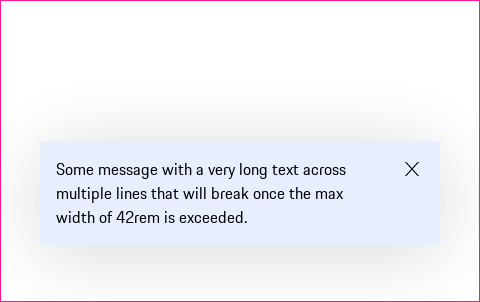 Some message with a very long text across
multiple lines that will break once the max
width of 42rem is exceeded.